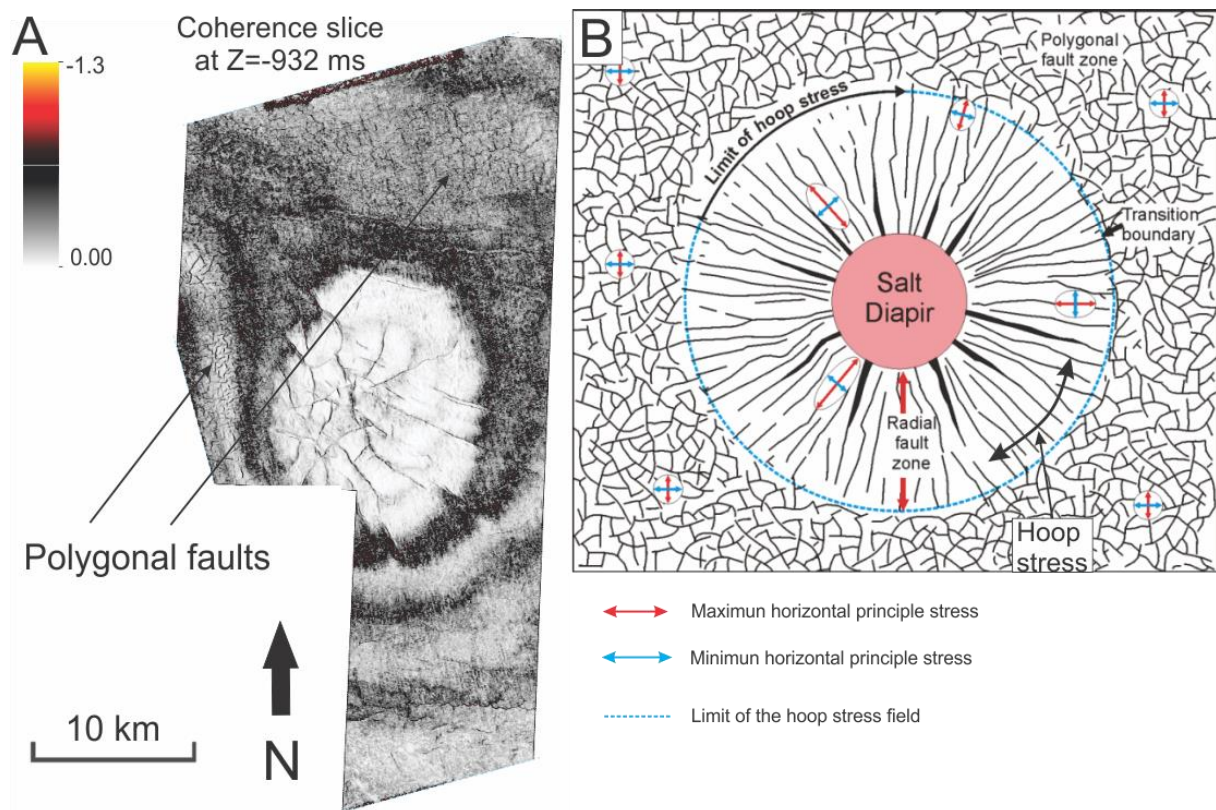 A
Coherence slice
at Z=-932 ms
-1.3
0.00
Polygonal faults
10 km
N
B
Polygonal
fault zone
Limit of hoop stress
Transition
boundary
Salt
Diapir
Radial
fault
zone
Hoop
stress
Maximun horizontal principle stress
Minimun horizontal principle stress
Limit of the hoop stress field